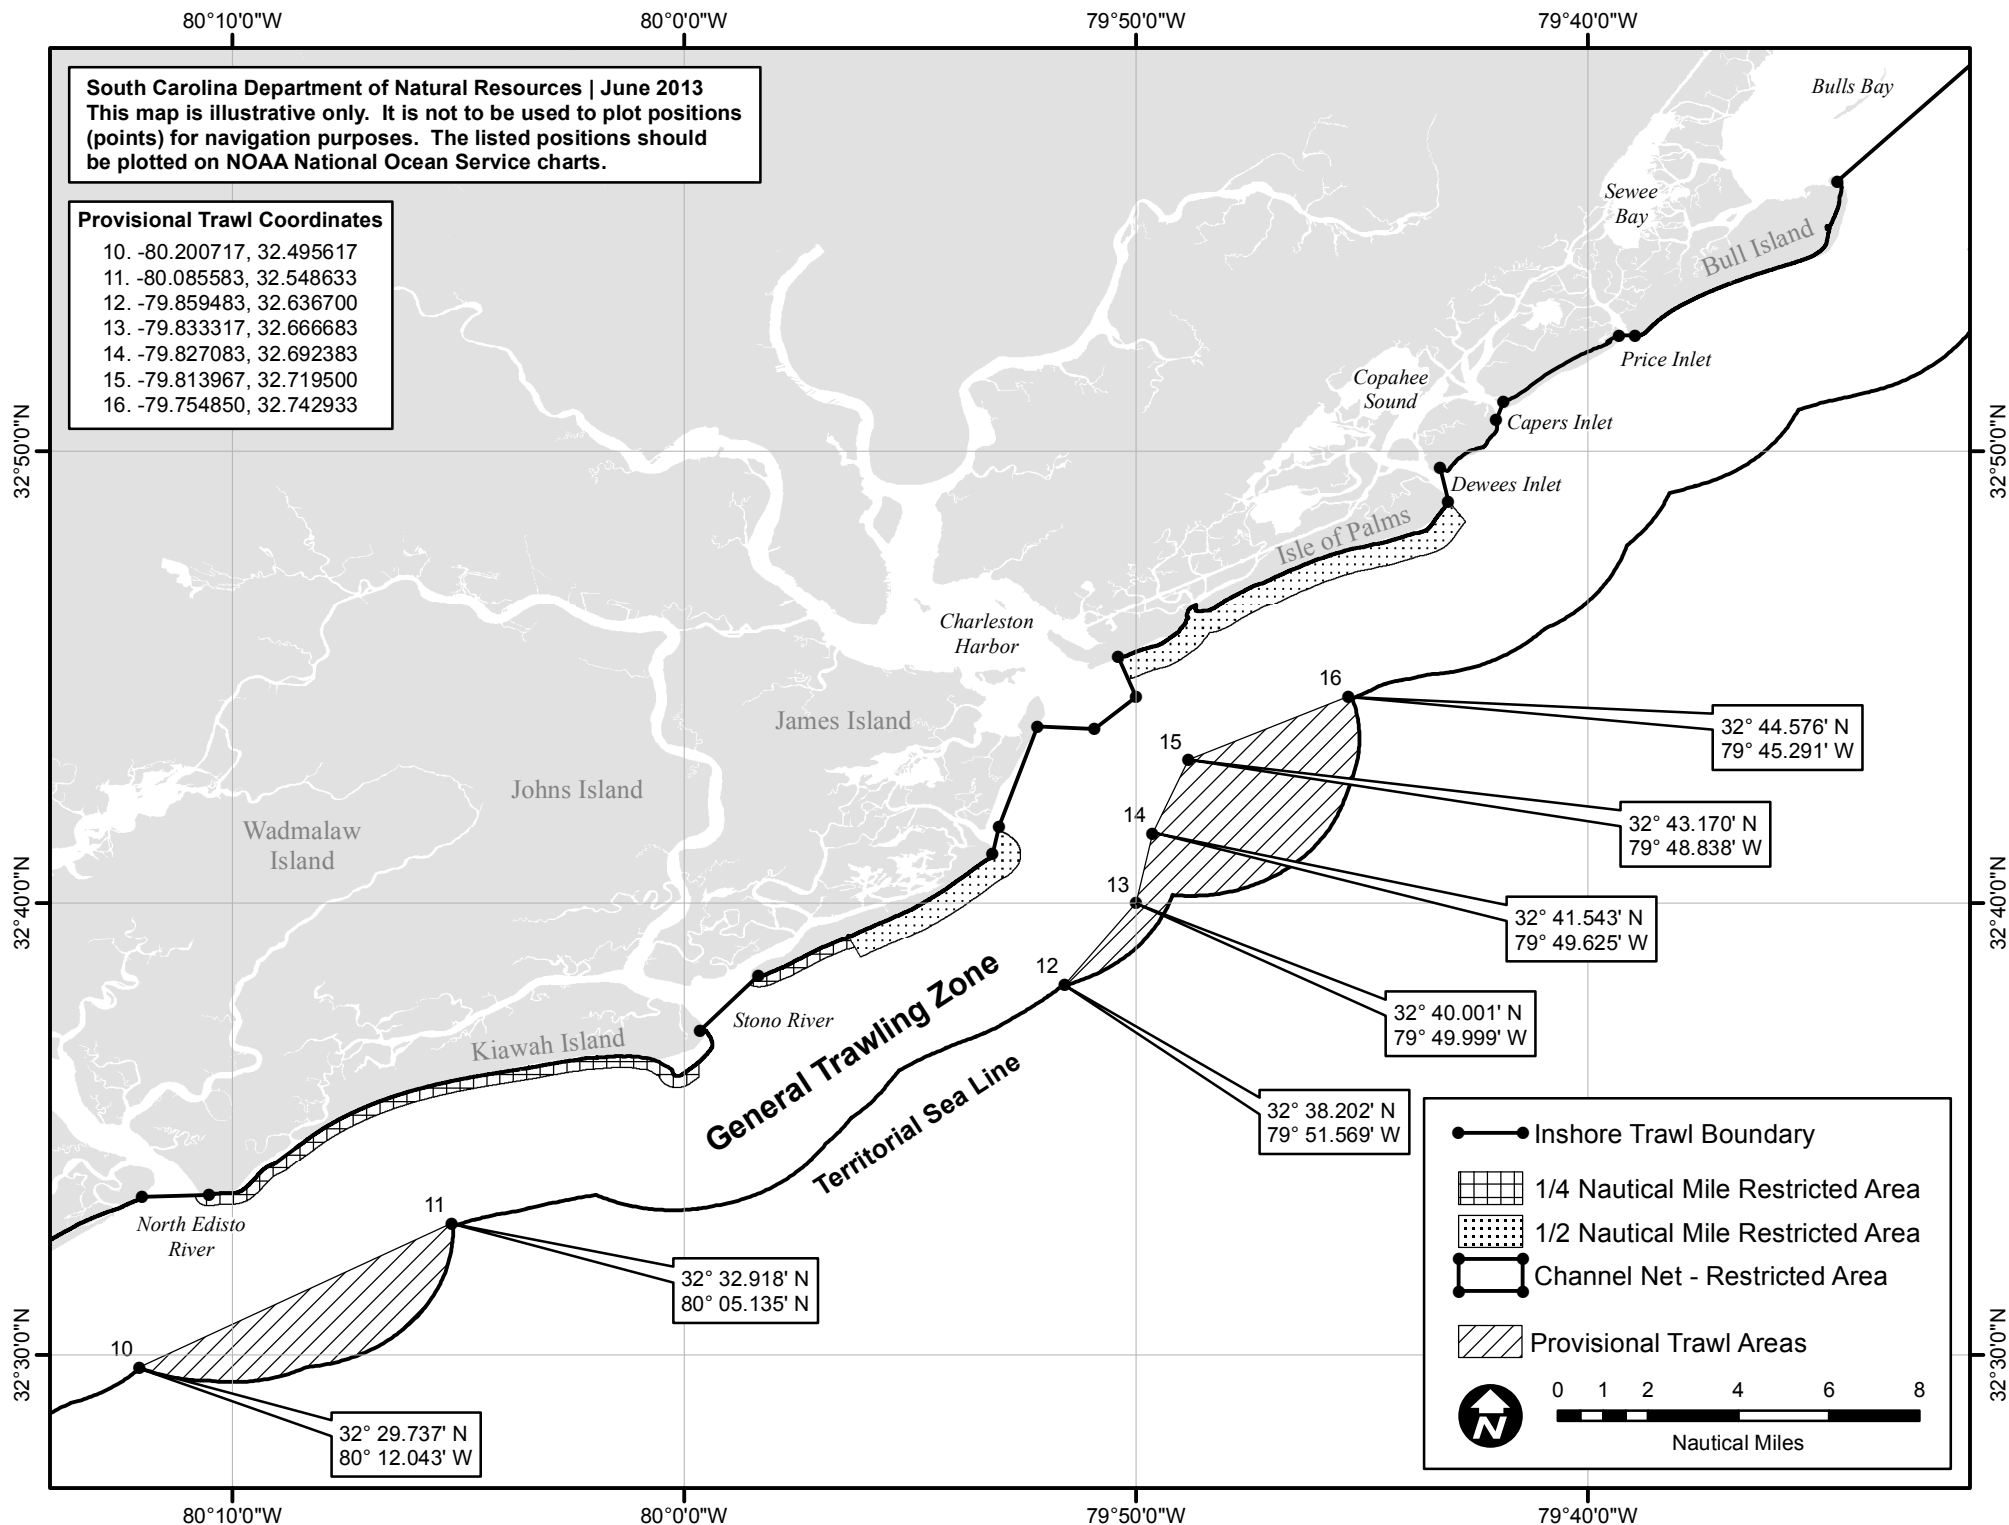 80°10'0"W
80°0'0"W
79°50'0"W
79°40'0"W
South Carolina Department of Natural Resources | June 2013
This map is illustrative only. It is not to be used to plot positions
(points) for navigation purposes. The listed positions should
be plotted on NOAA National Ocean Service charts.
Provisional Trawl Coordinates
10. -80.200717, 32.495617
11. -80.085583, 32.548633
12. -79.859483, 32.636700
13. -79.833317, 32.666683
14. -79.827083, 32.692383
15. -79.813967, 32.719500
16. -79.754850, 32.742933
Bulls Bay
Sewee
Bay
Bull Island
Price Inlet
Copahee
Sound
Capers Inlet
32°50'0"N
32°50'0"N
Dewees Inlet
Isle of Palms
Charleston
Harbor
James Island
Johns Island
Wadmalaw
Island
16
32° 44.576' N
79° 45.291' W
15
32° 43.170' N
79° 48.838' W
14
32° 41.543' N
79° 49.625' W
13
32° 40.001' N
79° 49.999' W
32°40'0"N
32°40'0"N
12
32° 38.202' N
79° 51.569' W
Stono River
Kiawah Island
General Trawling Zone
Territorial Sea Line
North Edisto
River
11
32° 32.918' N
80° 05.135' N
10
32° 29.737' N
80° 12.043' W
32°30'0"N
32°30'0"N
Inshore Trawl Boundary
1/4 Nautical Mile Restricted Area
1/2 Nautical Mile Restricted Area
Channel Net - Restricted Area
Provisional Trawl Areas
N
0 1 2 4 6 8
Nautical Miles
80°10'0"W
80°0'0"W
79°50'0"W
79°40'0"W